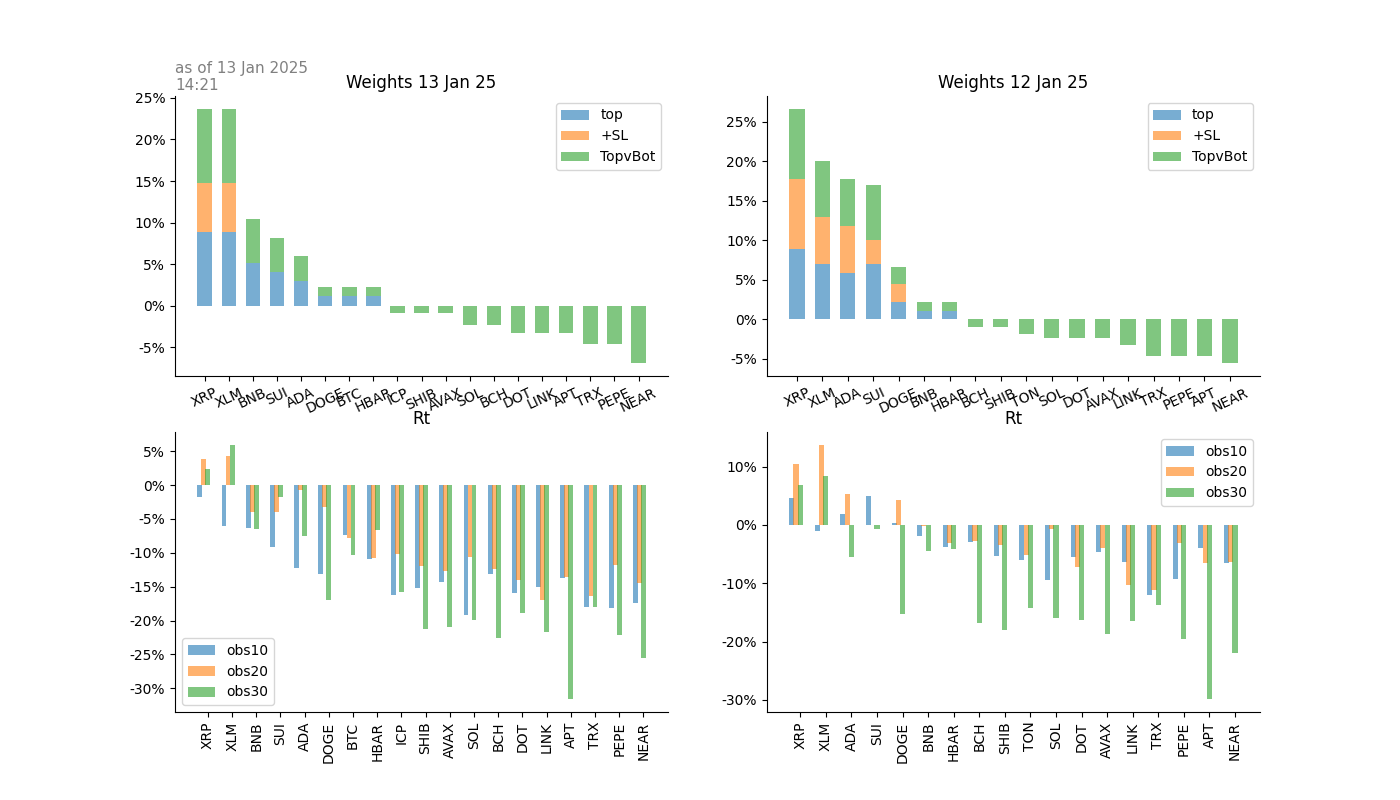 as of 13 Jan 2025
14:21
Weights 13 Jan 25
25%
20%
15%
10%
5%
0%
-5%
top
+SL
TopvBot
XRP XLM BNB SUI ADA DOGE BTC HBAR ICP SHIB AVAX SOL BCH DOT LINK APT TRX PEPE NEAR
Weights 12 Jan 25
25%
20%
15%
10%
5%
0%
-5%
top
+SL
TopvBot
XRP XLM ADA SUI DOGE BNB HBAR BCH SHIB TON SOL DOT AVAX LINK TRX PEPE APT NEAR
Rt
5%
0%
-5%
-10%
-15%
-20%
-25%
-30%
obs10
obs20
obs30
XRP XLM BNB SUI ADA DOGE BTC HBAR ICP SHIB AVAX SOL BCH DOT LINK APT TRX PEPE NEAR
Rt
10%
0%
-10%
-20%
-30%
obs10
obs20
obs30
XRP XLM ADA SUI DOGE BNB HBAR BCH SHIB TON SOL DOT AVAX LINK TRX PEPE APT NEAR